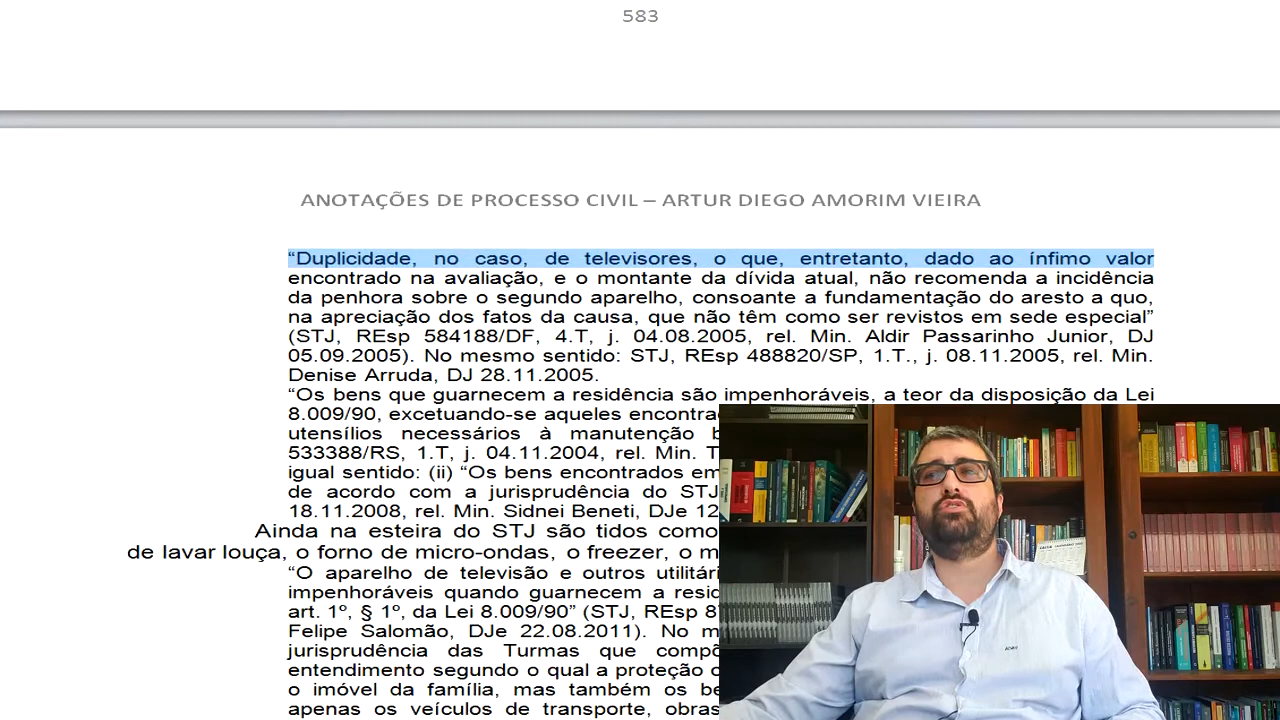 583
ANOTAÇÕES DE PROCESSO CIVIL – ARTUR DIEGO AMORIM VIEIRA
“Duplicidade, no caso, de televisores, o que, entretanto, dado ao ínfimo valor
encontrado na avaliação, e o montante da dívida atual, não recomenda a incidência
da penhora sobre o segundo aparelho, consoante a fundamentação do aresto a quo,
na apreciação dos fatos da causa, que não têm como ser revistos em sede especial”
(STJ, REsp 584188/DF, 4.T, j. 04.08.2005, rel. Min. Aldir Passarinho Junior, DJ
05.09.2005). No mesmo sentido: STJ, REsp 488820/SP, 1.T., j. 08.11.2005, rel. Min.
Denise Arruda, DJ 28.11.2005.
“Os bens que guarnecem a residência são impenhoráveis, a teor da disposição da Lei
8.009/90, excetuando-se aqueles
utensílios necessários à manutenção
533388/RS, 1.T, j. 04.11.2004, rel. Min.
igual sentido: (ii) “Os bens encontrados em
de acordo com a jurisprudência do STJ
18.11.2008, rel. Min. Sidnei Beneti, DJe 12
Ainda na esteira do STJ são tidos como
de lavar louça, o forno de micro-ondas, o freezer, o
“O aparelho de televisão e outros
impenhoráveis quando guarnecem a
art. 1º, § 1º, da Lei 8.009/90” (STJ, REsp
Felipe Salomão, DJe 22.08.2011). No
jurisprudência das Turmas que
entendimento segundo o qual a proteção
o imóvel da família, mas também os
apenas os veículos de transporte, obras